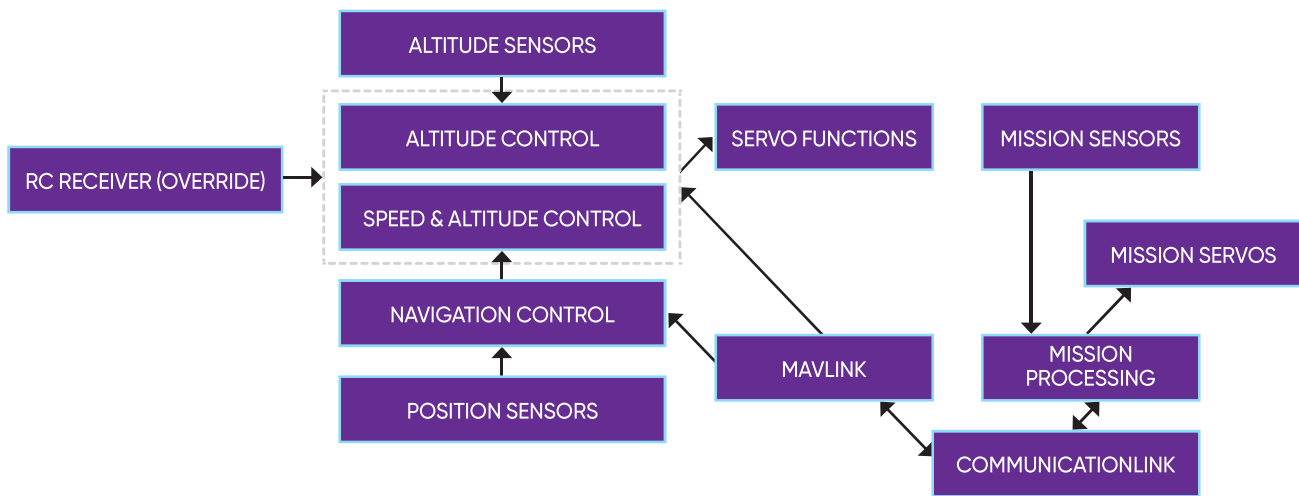 ALTITUDE SENSORS
ALTITUDE CONTROL
SERVO FUNCTIONS
MISSION SENSORS
RC RECEIVER (OVERRIDE)
SPEED & ALTITUDE CONTROL
MISSION SERVOS
NAVIGATION CONTROL
MAVLINK
MISSION
PROCESSING
POSITION SENSORS
COMMUNICATIONLINK